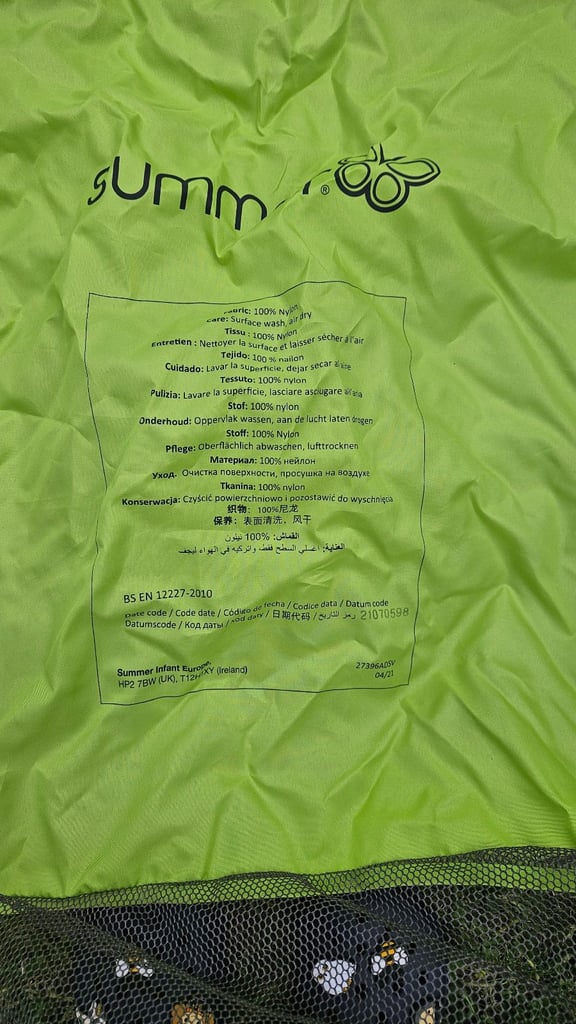 summer®
Fabric: 100% Nylon
Care: Surface wash, air dry
Tissu : 100% Nylon
Entretien : Nettoyer la surface et laisser sécher à l'air
Tejido: 100 % nailon
Cuidado: Lavar la superficie, dejar secar al aire
Tessuto: 100% nylon
Pulizia: Lavare la superficie, lasciare asciugare all'aria
Stof: 100% nylon
Onderhoud: Oppervlak wassen, aan de lucht laten drogen
Stoff: 100% Nylon
Pflege: Oberflächlich abwaschen, lufttrocknen
Материал: 100% нейлон
Уход. Очистка поверхности, просушка на воздухе
Tkanina: 100% nylon
Konserwacja: Czyścić powierzchniowo i pozostawić do wyschnięcia
织物: 100%尼龙
保养: 表面清洗、风干
القماش: 100% نيلون
العناية: اغسلي السطح فقط، واتركيه في الهواء ليجف
BS EN 12227-2010
Date code / Code date / Código de fecha / Codice data / Datum code
Datumscode / Код даты / kod daty / 日期代码 / رمز التاريخ 21070598
Summer Infant Europe,
HP2 7BW (UK), (Ireland)
27396A05V
04/21